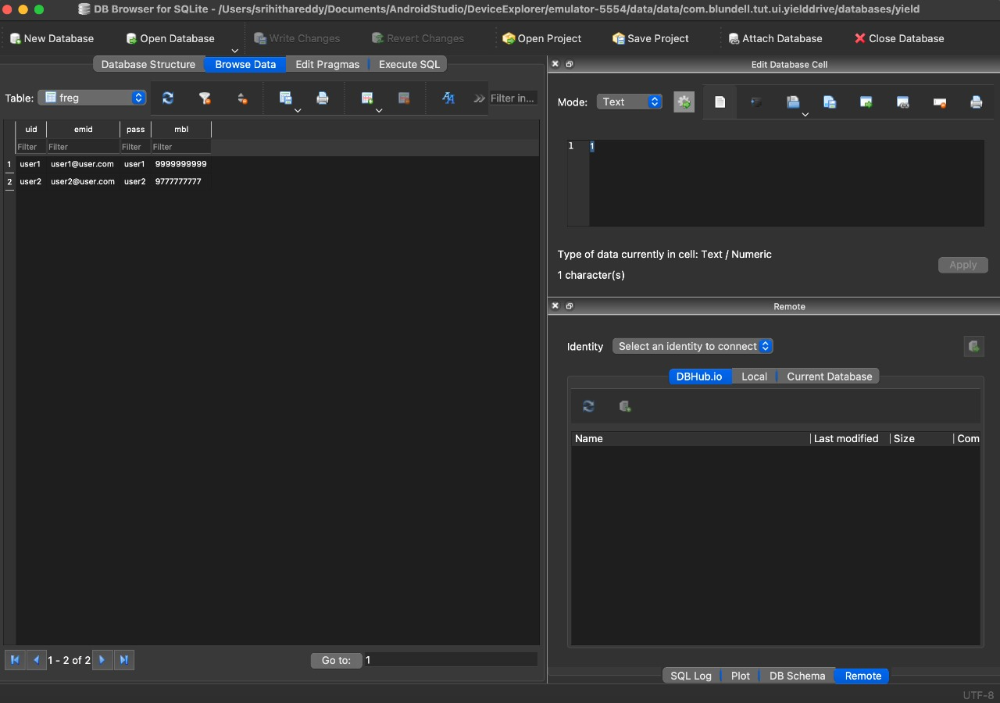 DB Browser for SQLite - /Users/srihithareddy/Documents/AndroidStudio/DeviceExplorer/emulator-5554/data/data/com.blundell.tut.ui.yielddrive/databases/yield
New Database Open Database Write Changes Revert Changes Open Project Save Project Attach Database Close Database
Database Structure Browse Data Edit Pragmas Execute SQL
Table: freg Filter in...
uid emid pass mbl
Filter Filter Filter Filter
1 user1 user1@user.com user1 9999999999
2 user2 user2@user.com user2 9777777777
1 - 2 of 2 Go to: 1
Edit Database Cell
Mode: Text
1 1
Type of data currently in cell: Text / Numeric
1 character(s)
Apply
Remote
Identity Select an identity to connect
DBHub.io Local Current Database
Name Last modified Size Com
SQL Log Plot DB Schema Remote
UTF-8